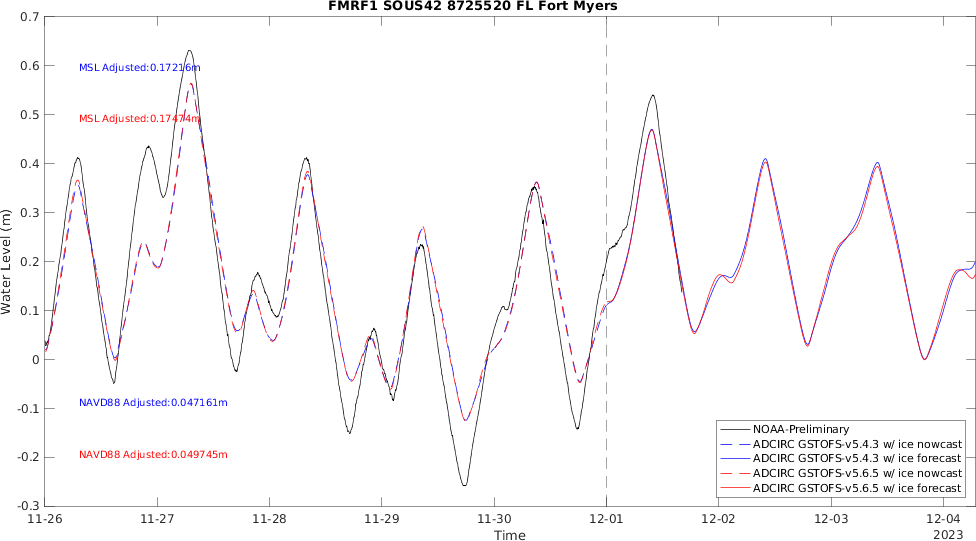 FMRF1 SOUS42 8725520 FL Fort Myers
0.7
0.6
0.5
0.4
0.3
0.2
0.1
0
-0.1
-0.2
-0.3
Water Level (m)
MSL Adjusted:0.17216m
MSL Adjusted:0.17474m
NAVD88 Adjusted:0.047161m
NAVD88 Adjusted:0.049745m
NOAA-Preliminary
ADCIRC GSTOFS-v5.4.3 w/ ice nowcast
ADCIRC GSTOFS-v5.4.3 w/ ice forecast
ADCIRC GSTOFS-v5.6.5 w/ ice nowcast
ADCIRC GSTOFS-v5.6.5 w/ ice forecast
11-26 11-27 11-28 11-29 11-30 12-01 12-02 12-03 12-04
Time
2023